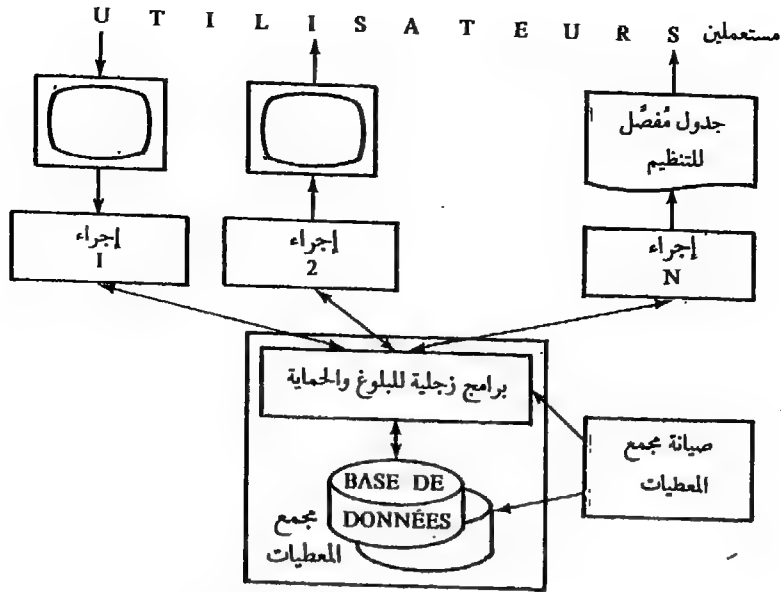 U T I L I S A T E U R S مستعملين
جدول مُفصَّل
للتنظيم
إجراء
1
إجراء
2
إجراء
N
برامج زجلية للبلوغ والحماية
صيانة مجمع
المعطيات
BASE DE
DONNÉES
مجمع
المعطيات